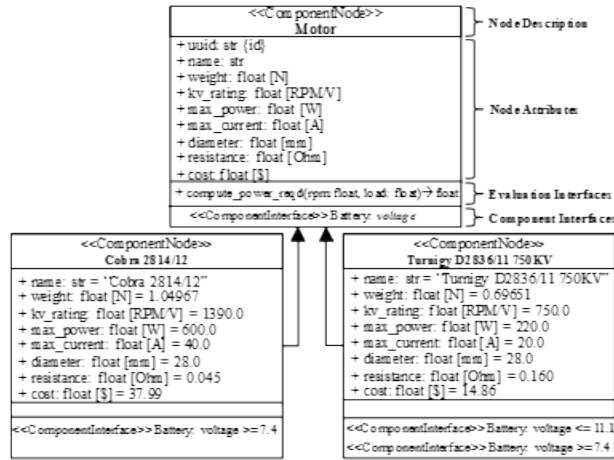 <<ComponentNode>>
Motor
+ uuid: str {id}
+ name: str
+ weight: float [N]
+ kv_rating: float [RPM/V]
+ max_power: float [W]
+ max_current: float [A]
+ diameter: float [mm]
+ resistance: float [Ohm]
+ cost: float [$]
+ compute_power_reqd(rpm: float, load: float)→ float
<<ComponentInterface>> Battery: voltage
Node Description
Node Attributes
Evaluation Interfaces
Component Interfaces
<<ComponentNode>>
Cobra 2814/12
+ name: str = "Cobra 2814/12"
+ weight: float [N] = 1.04967
+ kv_rating: float [RPM/V] = 1390.0
+ max_power: float [W] = 600.0
+ max_current: float [A] = 40.0
+ diameter: float [mm] = 28.0
+ resistance: float [Ohm] = 0.045
+ cost: float [$] = 37.99
<<ComponentInterface>> Battery: voltage >= 7.4
<<ComponentNode>>
Turnigy D2836/11 750KV
+ name: str = "Turnigy D2836/11 750KV"
+ weight: float [N] = 0.69651
+ kv_rating: float [RPM/V] = 750.0
+ max_power: float [W] = 220.0
+ max_current: float [A] = 20.0
+ diameter: float [mm] = 28.0
+ resistance: float [Ohm] = 0.160
+ cost: float [$] = 14.86
<<ComponentInterface>> Battery: voltage <= 11.1
<<ComponentInterface>> Battery: voltage >= 7.4